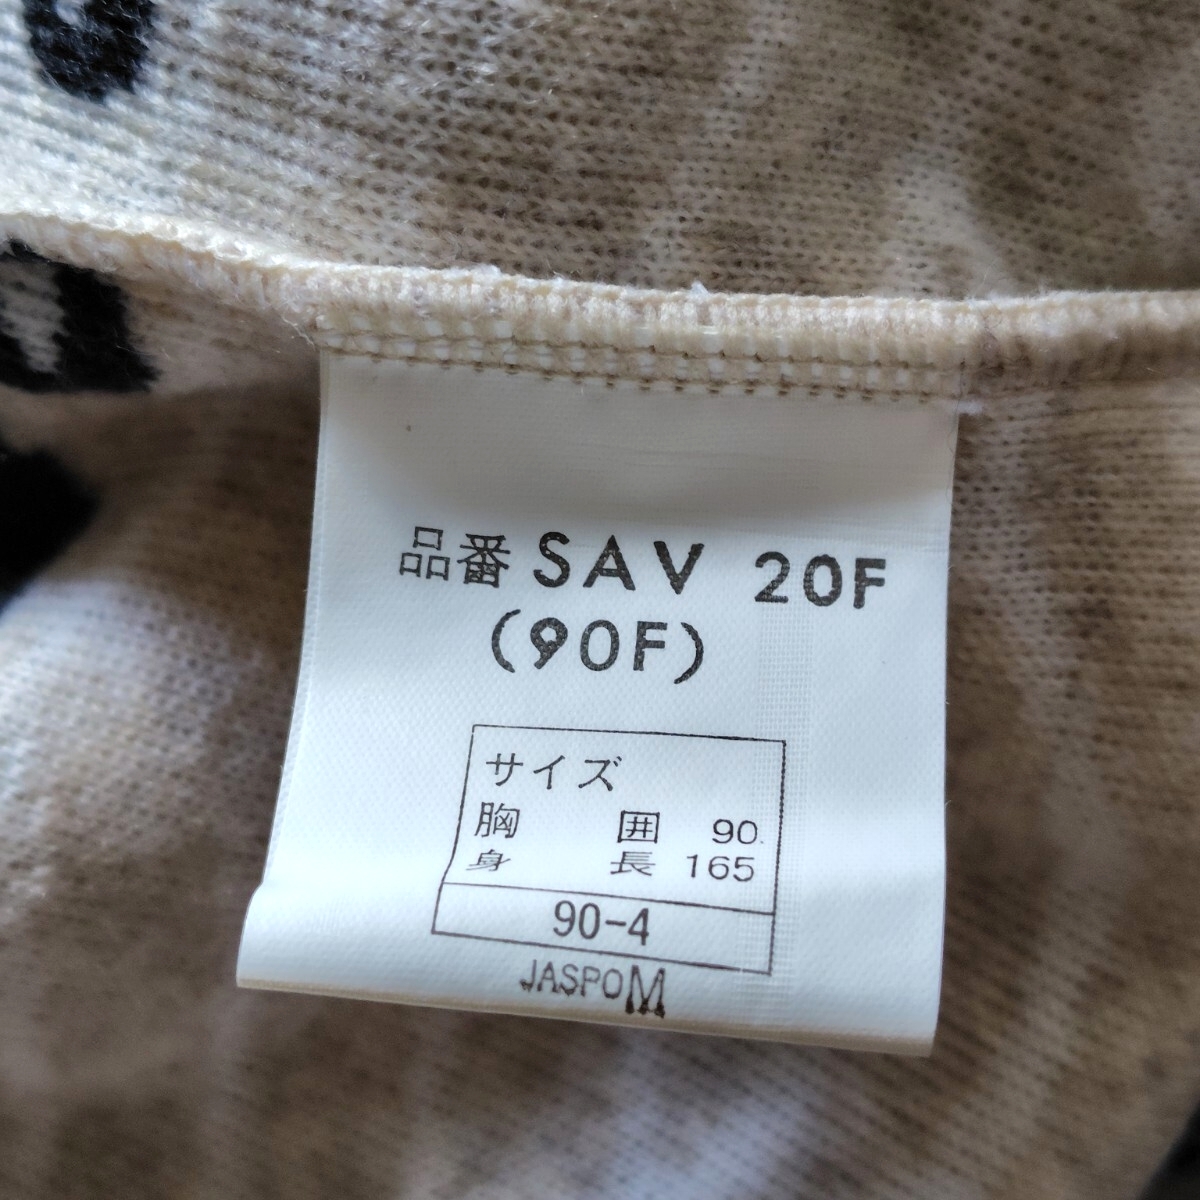 品番 SAV 20F
(90F)
サイズ
胸 囲 90
身 長 165
90-4
JASPO M